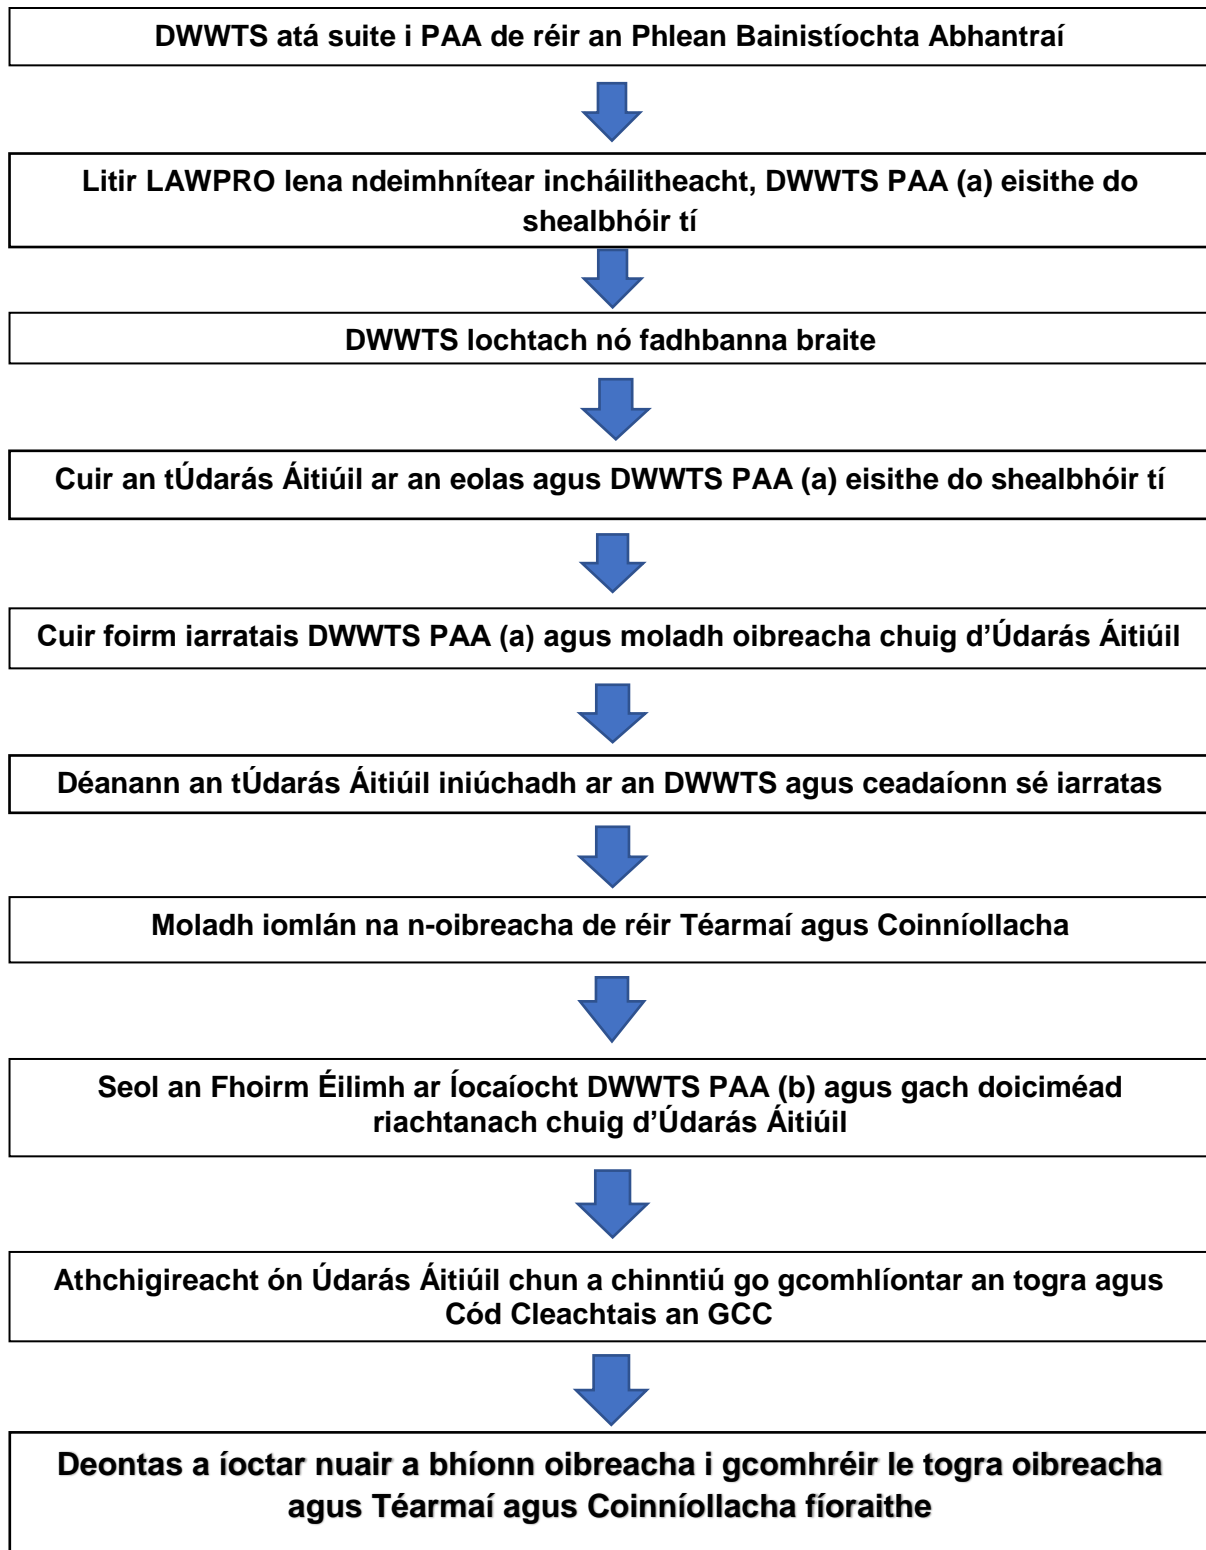 DWWTS atá suite i PAA de réir an Phlean Bainistíochta Abhantraí
Litir LAWPRO lena ndeimhnítear incháilitheacht, DWWTS PAA (a) eisithe do
shealbhóir tí
DWWTS lochtach nó fadhbanna braite
Cuir an tÚdarás Áitiúil ar an eolas agus DWWTS PAA (a) eisithe do shealbhóir tí
Cuir foirm iarratais DWWTS PAA (a) agus moladh oibreacha chuig d'Údarás Áitiúil
Déanann an tÚdarás Áitiúil iniúchadh ar an DWWTS agus ceadaíonn sé iarratas
Moladh iomlán na n-oibreacha de réir Téarmaí agus Coinníollacha
Seol an Fhoirm Éilimh ar Íocaíocht DWWTS PAA (b) agus gach doiciméad
riachtanach chuig d'Údarás Áitiúil
Athchigireacht ón Údarás Áitiúil chun a chinntiú go gcomhlíontar an togra agus
Cód Cleachtais an GCC
Deontas a íoctar nuair a bhíonn oibreacha i gcomhréir le togra oibreacha
agus Téarmaí agus Coinníollacha fíoraithe